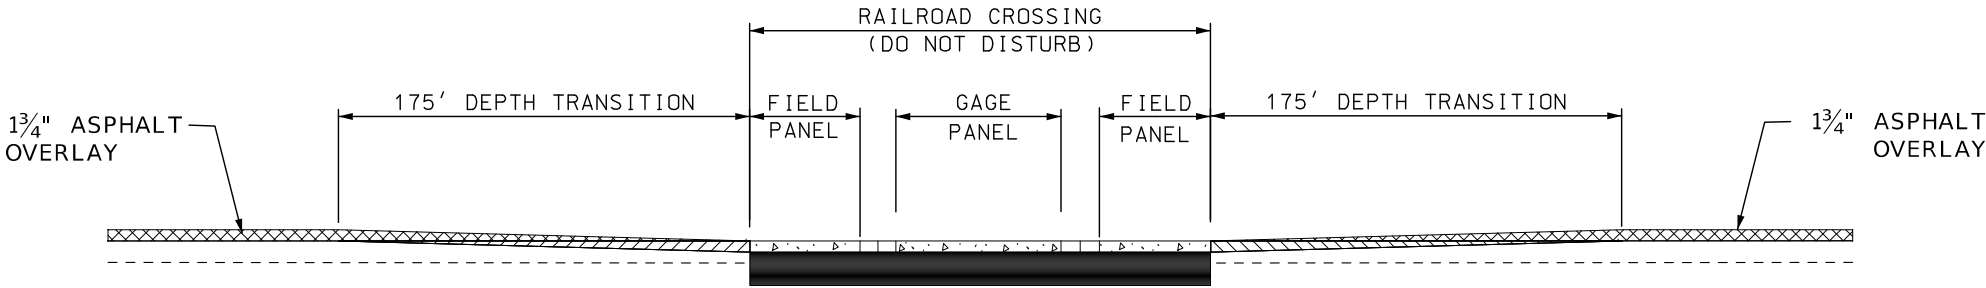 RAILROAD CROSSING
(DO NOT DISTURB)
175' DEPTH TRANSITION
FIELD
PANEL
GAGE
PANEL
FIELD
PANEL
175' DEPTH TRANSITION
1¾" ASPHALT
OVERLAY
1¾" ASPHALT
OVERLAY